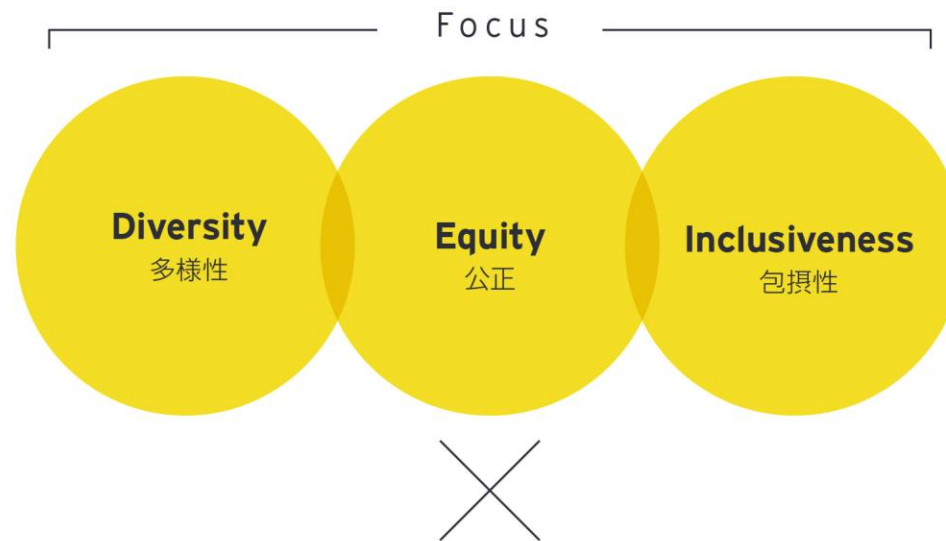 Focus
Diversity
多様性
Equity
公正
Inclusiveness
包摂性